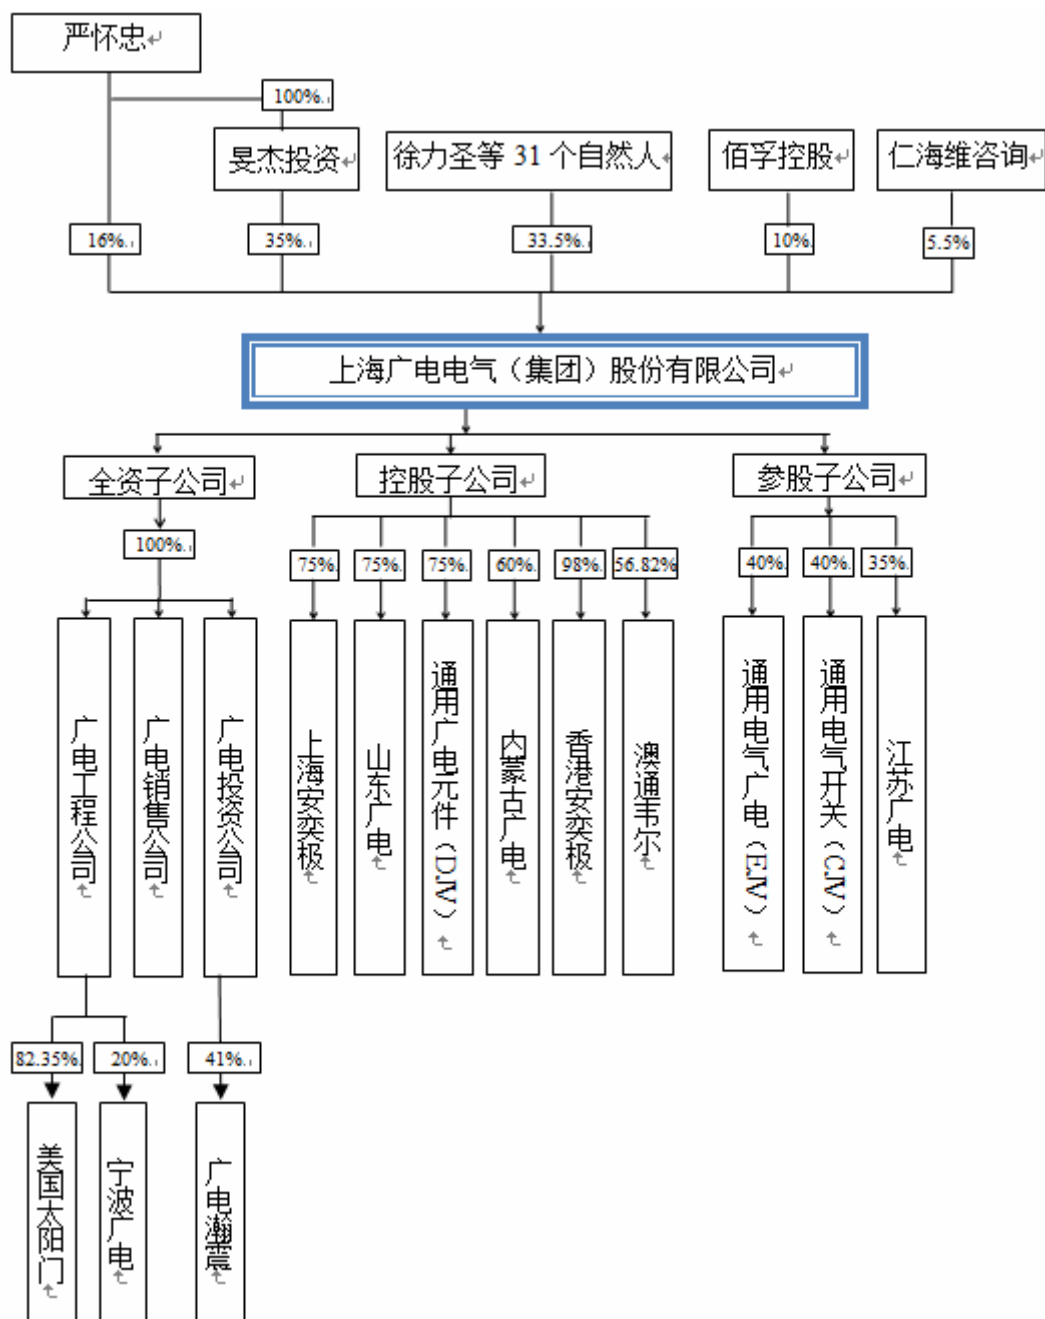 严怀忠
100%
旻杰投资
徐力圣等 31 个自然人
佰孚控股
仁海维咨询
16%
35%
33.5%
10%
5.5%
上海广电电气（集团）股份有限公司
全资子公司
控股子公司
参股子公司
100%
75%
75%
75%
60%
98%
56.82%
40%
40%
35%
广电工程公司
广电销售公司
广电投资公司
上海安奕极
山东广电
通用广电元件（DJV）
内蒙古广电
香港安奕极
澳通韦尔
通用电气广电（EJV）
通用电气开关（CJV）
江苏广电
82.35%
20%
41%
美国太阳门
宁波广电
广电瀚震